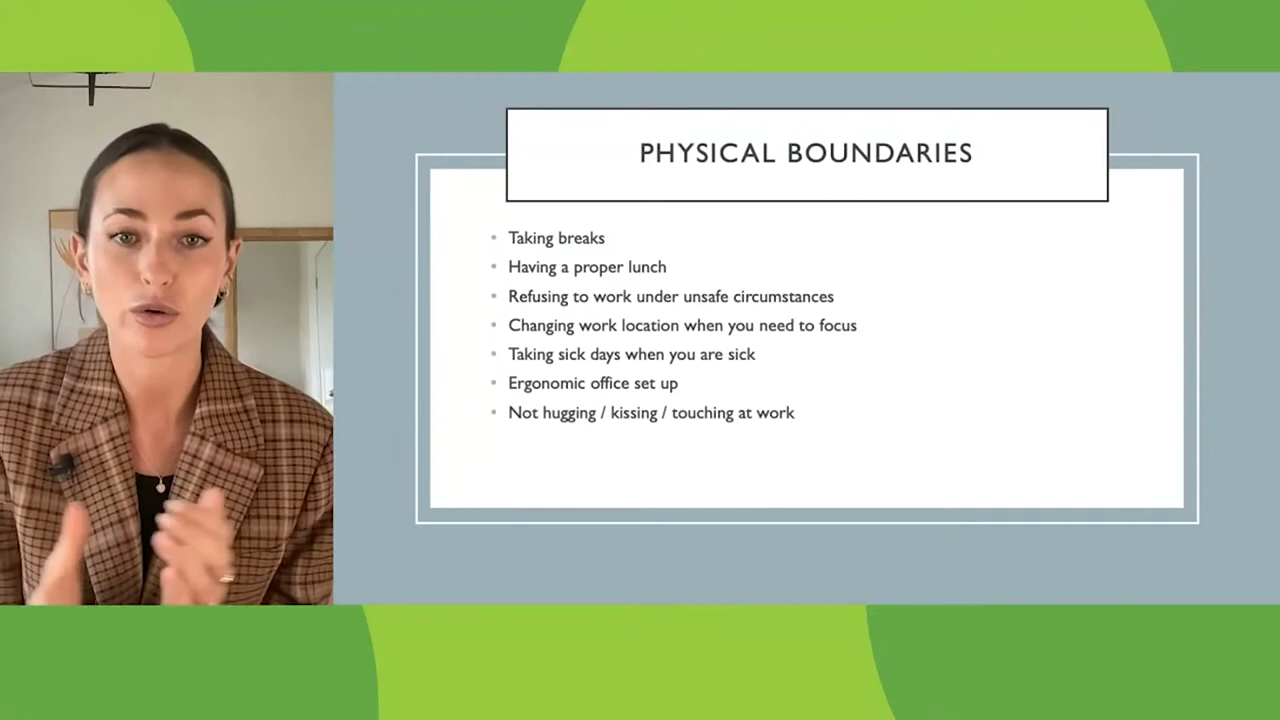 PHYSICAL BOUNDARIES
Taking breaks
Having a proper lunch
Refusing to work under unsafe circumstances
Changing work location when you need to focus
Taking sick days when you are sick
Ergonomic office set up
Not hugging / kissing / touching at work